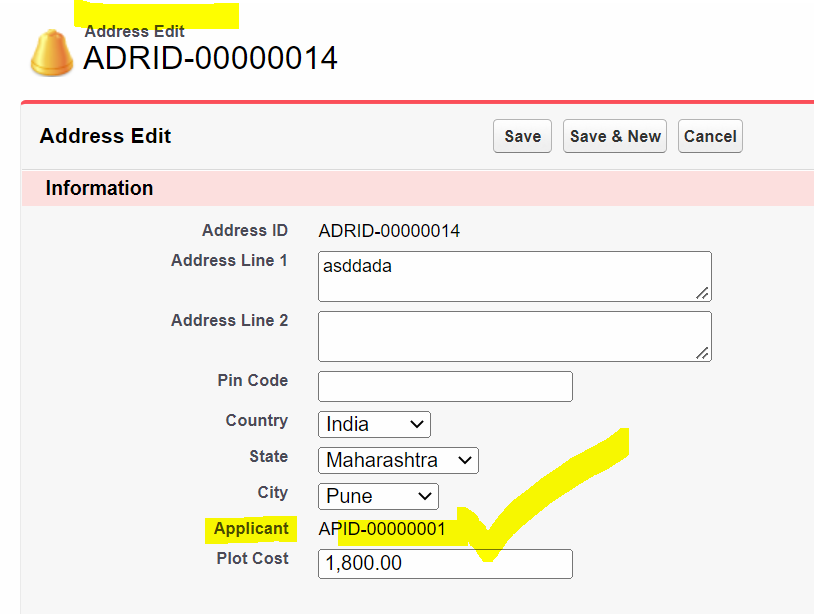 Address Edit
ADRID-00000014
Address Edit Save Save & New Cancel
Information
Address ID ADRID-00000014
Address Line 1 asddada
Address Line 2
Pin Code
Country India
State Maharashtra
City Pune
Applicant APID-00000001
Plot Cost 1,800.00